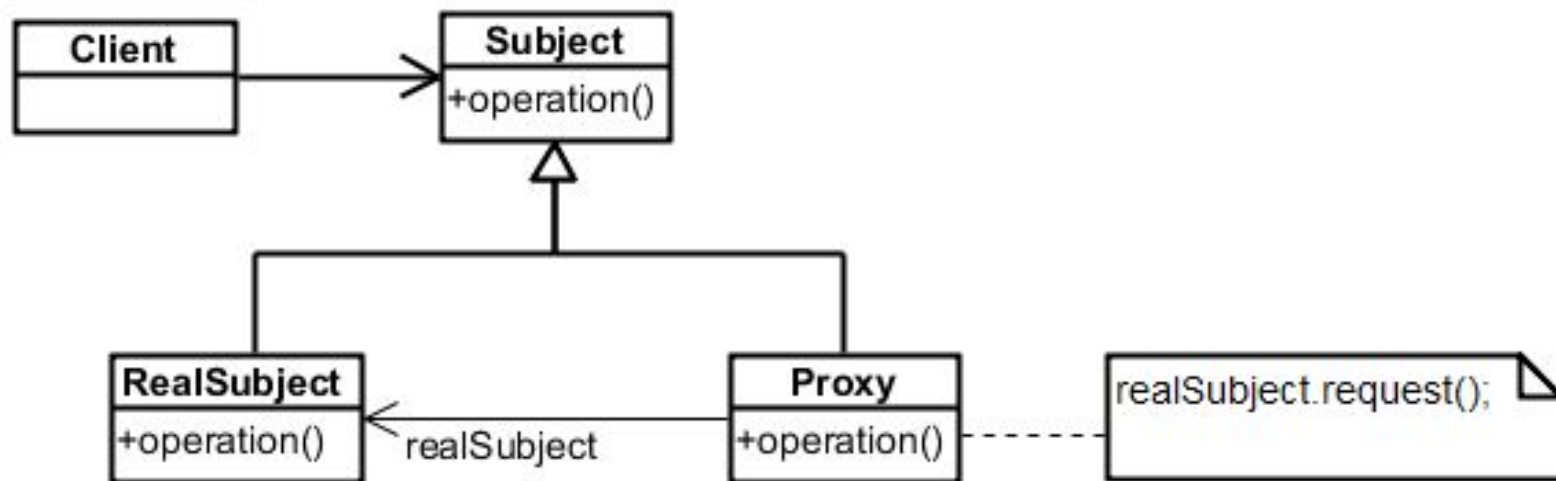 Client
Subject
+operation()
RealSubject
+operation()
realSubject
Proxy
+operation()
realSubject.request();